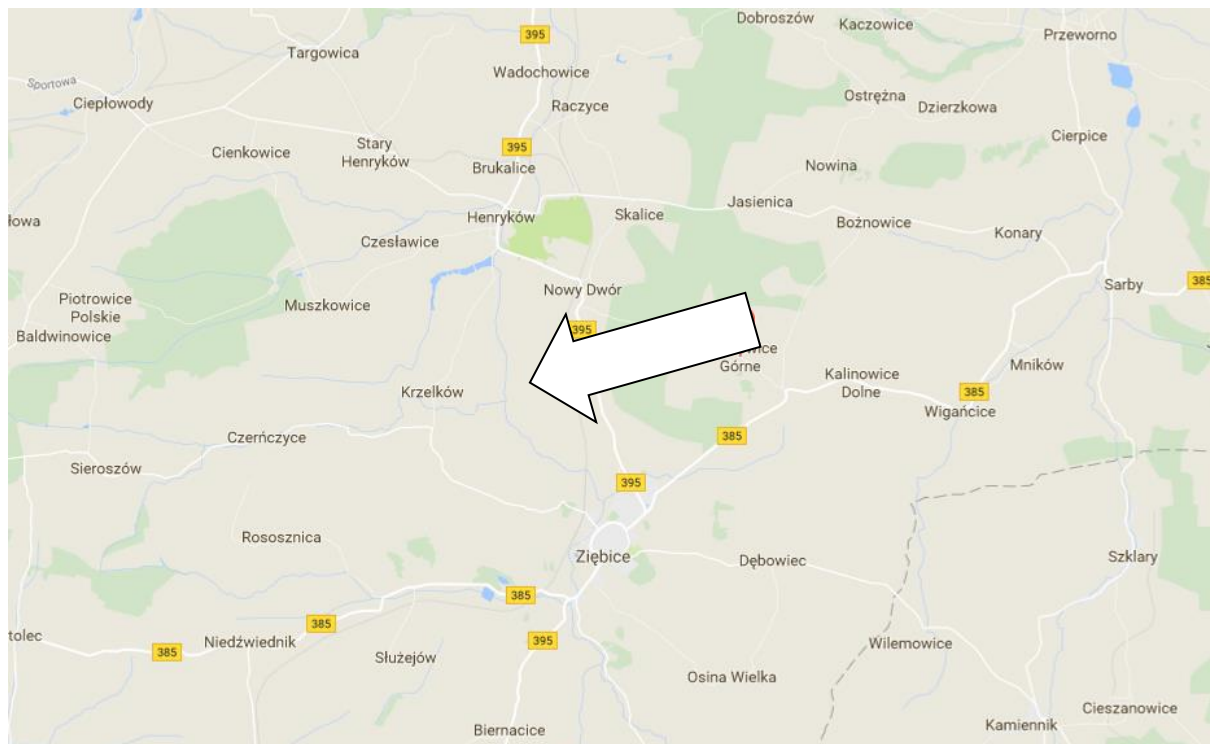 Dobroszów
Kaczowice
395
Przeworno
Targowica
Wadochowice
Sportowa
Ciepłowody
Raczyce
Ostrężna
Dzierzkowa
Cierpice
Stary
Henryków
395
Cienkowice
Brukalice
Nowina
Jasienica
Henryków
Skalice
Bożnowice
Konary
Czesławice
Nowy Dwór
Sarby
385
Piotrowice
Polskie
Muszkowice
Baldwinowice
395
Górne
Kalinowice
Dolne
Mników
Krzelków
385
Wigańcice
Czerńczyce
385
Sieroszów
395
Rososznica
Ziębice
Dębowiec
Szklary
385
385
Niedźwiednik
385
395
Służejów
Wilemowice
Osina Wielka
Cieszanowice
Biernacice
Kamiennik